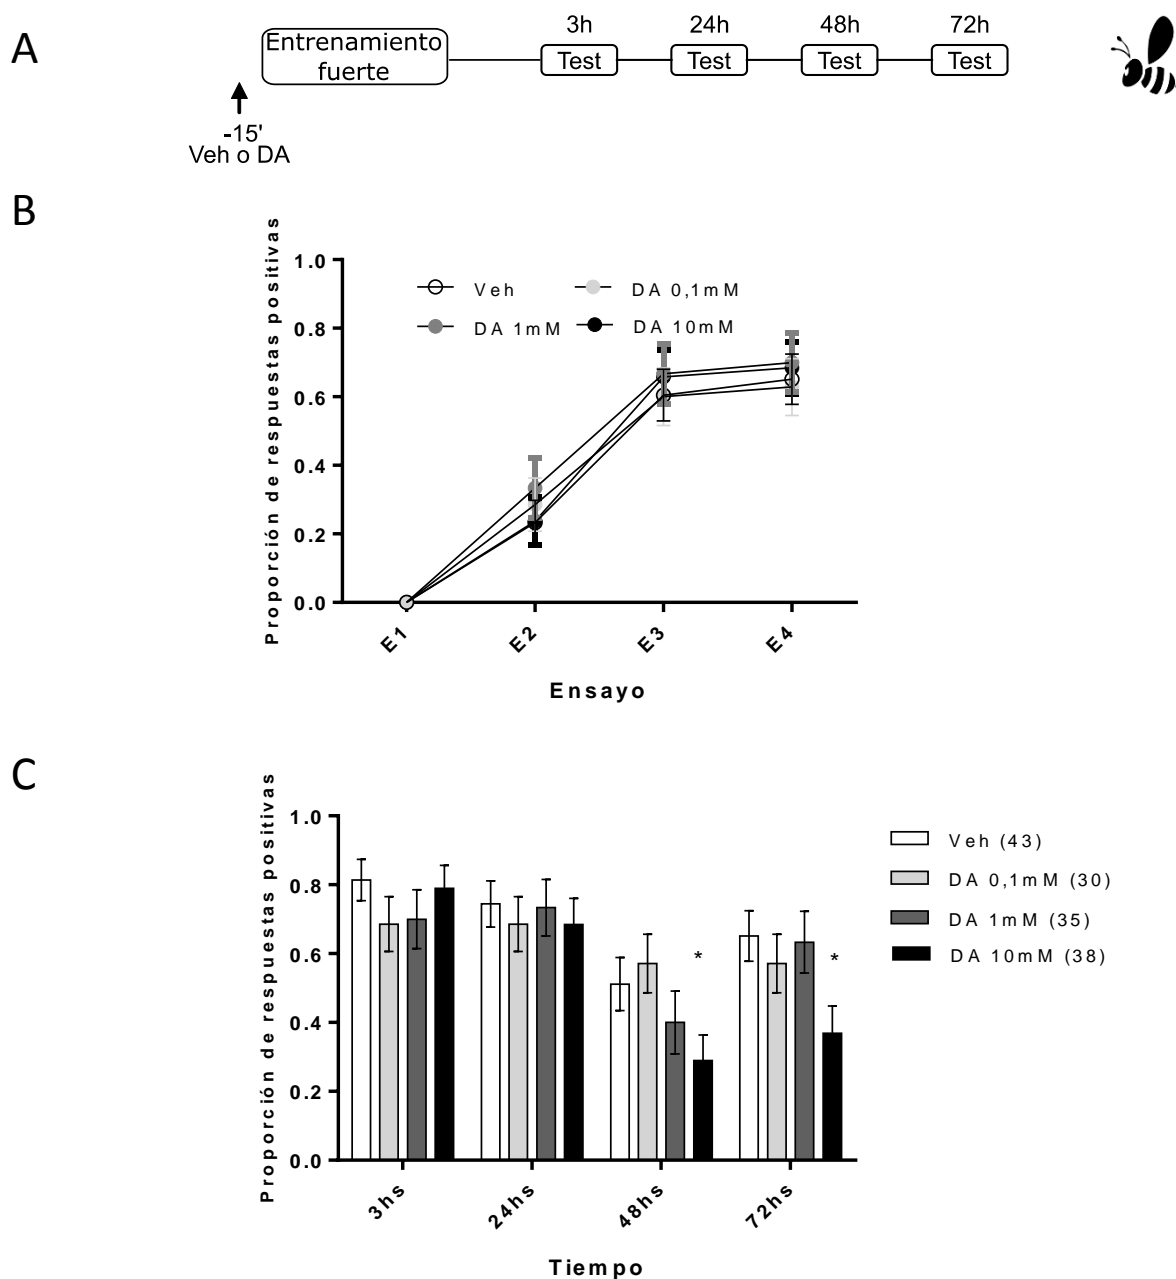 A
Entrenamiento
fuerte
3h
24h
48h
72h
Test
Test
Test
Test
-15'
Veh o DA
B
Proporción de respuestas positivas
1.0
0.8
0.6
0.4
0.2
0.0
Veh
DA 0,1mM
DA 1mM
DA 10mM
E1
E2
E3
E4
Ensayo
C
Proporción de respuestas positivas
1.0
0.8
0.6
0.4
0.2
0.0
*
*
Veh (43)
DA 0,1mM (30)
DA 1mM (35)
DA 10mM (38)
3hs
24hs
48hs
72hs
Tiempo